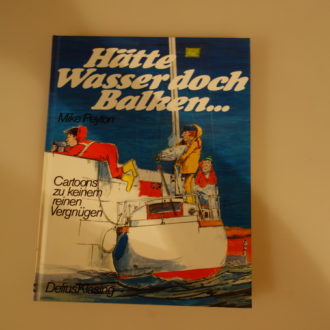 Hätte
Wasser doch
Balken...
Mike Peyton
Cartoons
zu keinem
reinen
Vergnügen
Delius Klasing